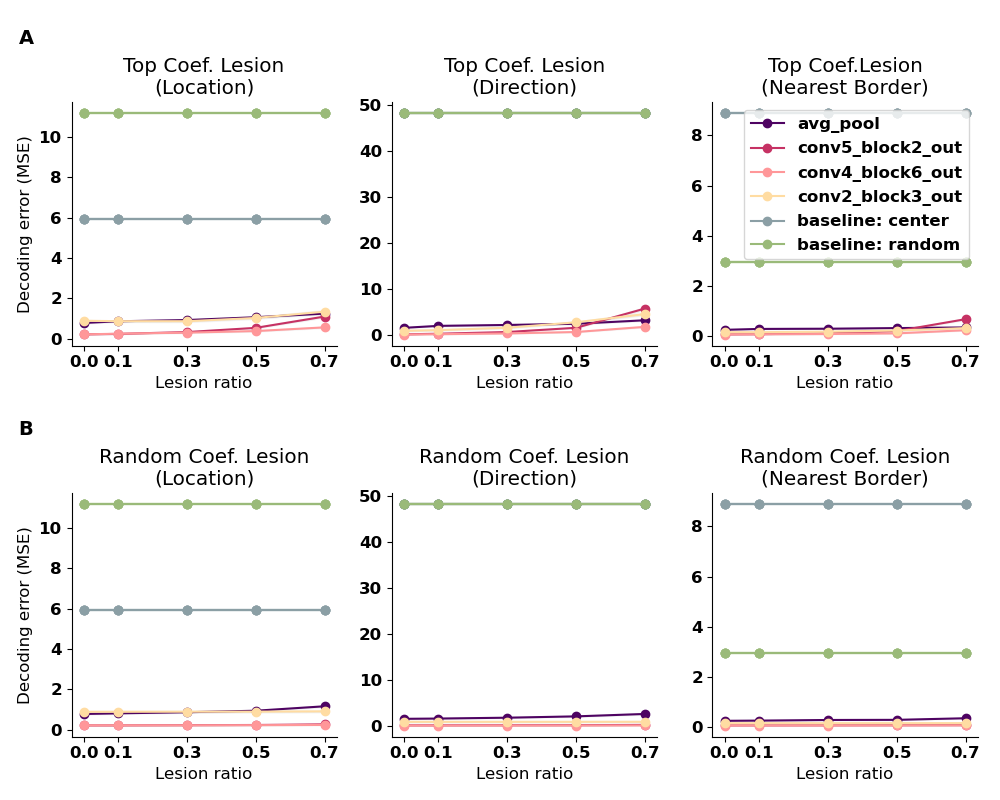 A
Top Coef. Lesion
(Location)
Top Coef. Lesion
(Direction)
Top Coef.Lesion
(Nearest Border)
Decoding error (MSE)
10
8
6
4
2
0
50
40
30
20
10
0
8
6
4
2
0
avg_pool
conv5_block2_out
conv4_block6_out
conv2_block3_out
baseline: center
baseline: random
0.0 0.1 0.3 0.5 0.7
Lesion ratio
0.0 0.1 0.3 0.5 0.7
Lesion ratio
0.0 0.1 0.3 0.5 0.7
Lesion ratio
B
Random Coef. Lesion
(Location)
Random Coef. Lesion
(Direction)
Random Coef. Lesion
(Nearest Border)
Decoding error (MSE)
10
8
6
4
2
0
50
40
30
20
10
0
8
6
4
2
0
0.0 0.1 0.3 0.5 0.7
Lesion ratio
0.0 0.1 0.3 0.5 0.7
Lesion ratio
0.0 0.1 0.3 0.5 0.7
Lesion ratio